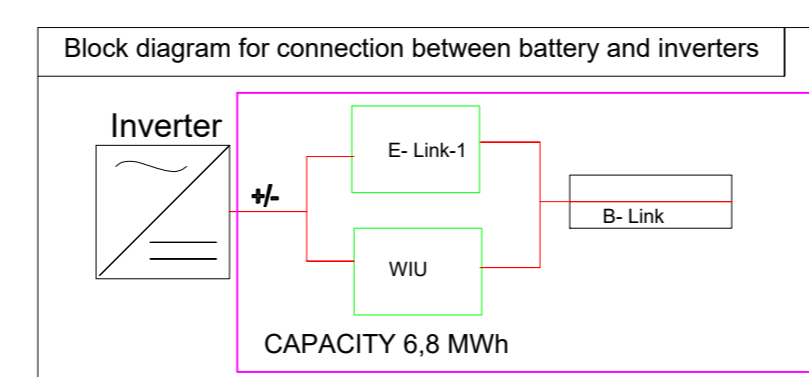 Block diagram for connection between battery and inverters
Inverter
E- Link-1
+/-
B- Link
WIU
CAPACITY 6,8 MWh